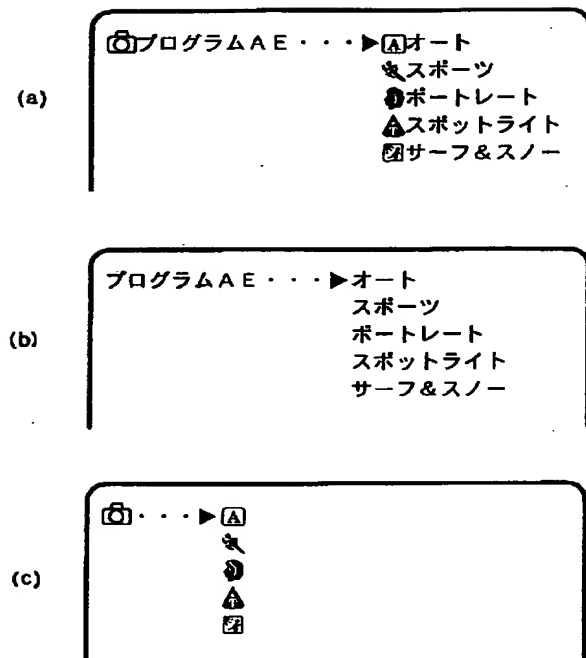 (a)
プログラムAE・・・▶Aオート
スポーツ
ポートレート
スポットライト
サーフ&スノー
(b)
プログラムAE・・・▶オート
スポーツ
ポートレート
スポットライト
サーフ&スノー
(c)
・・・▶A